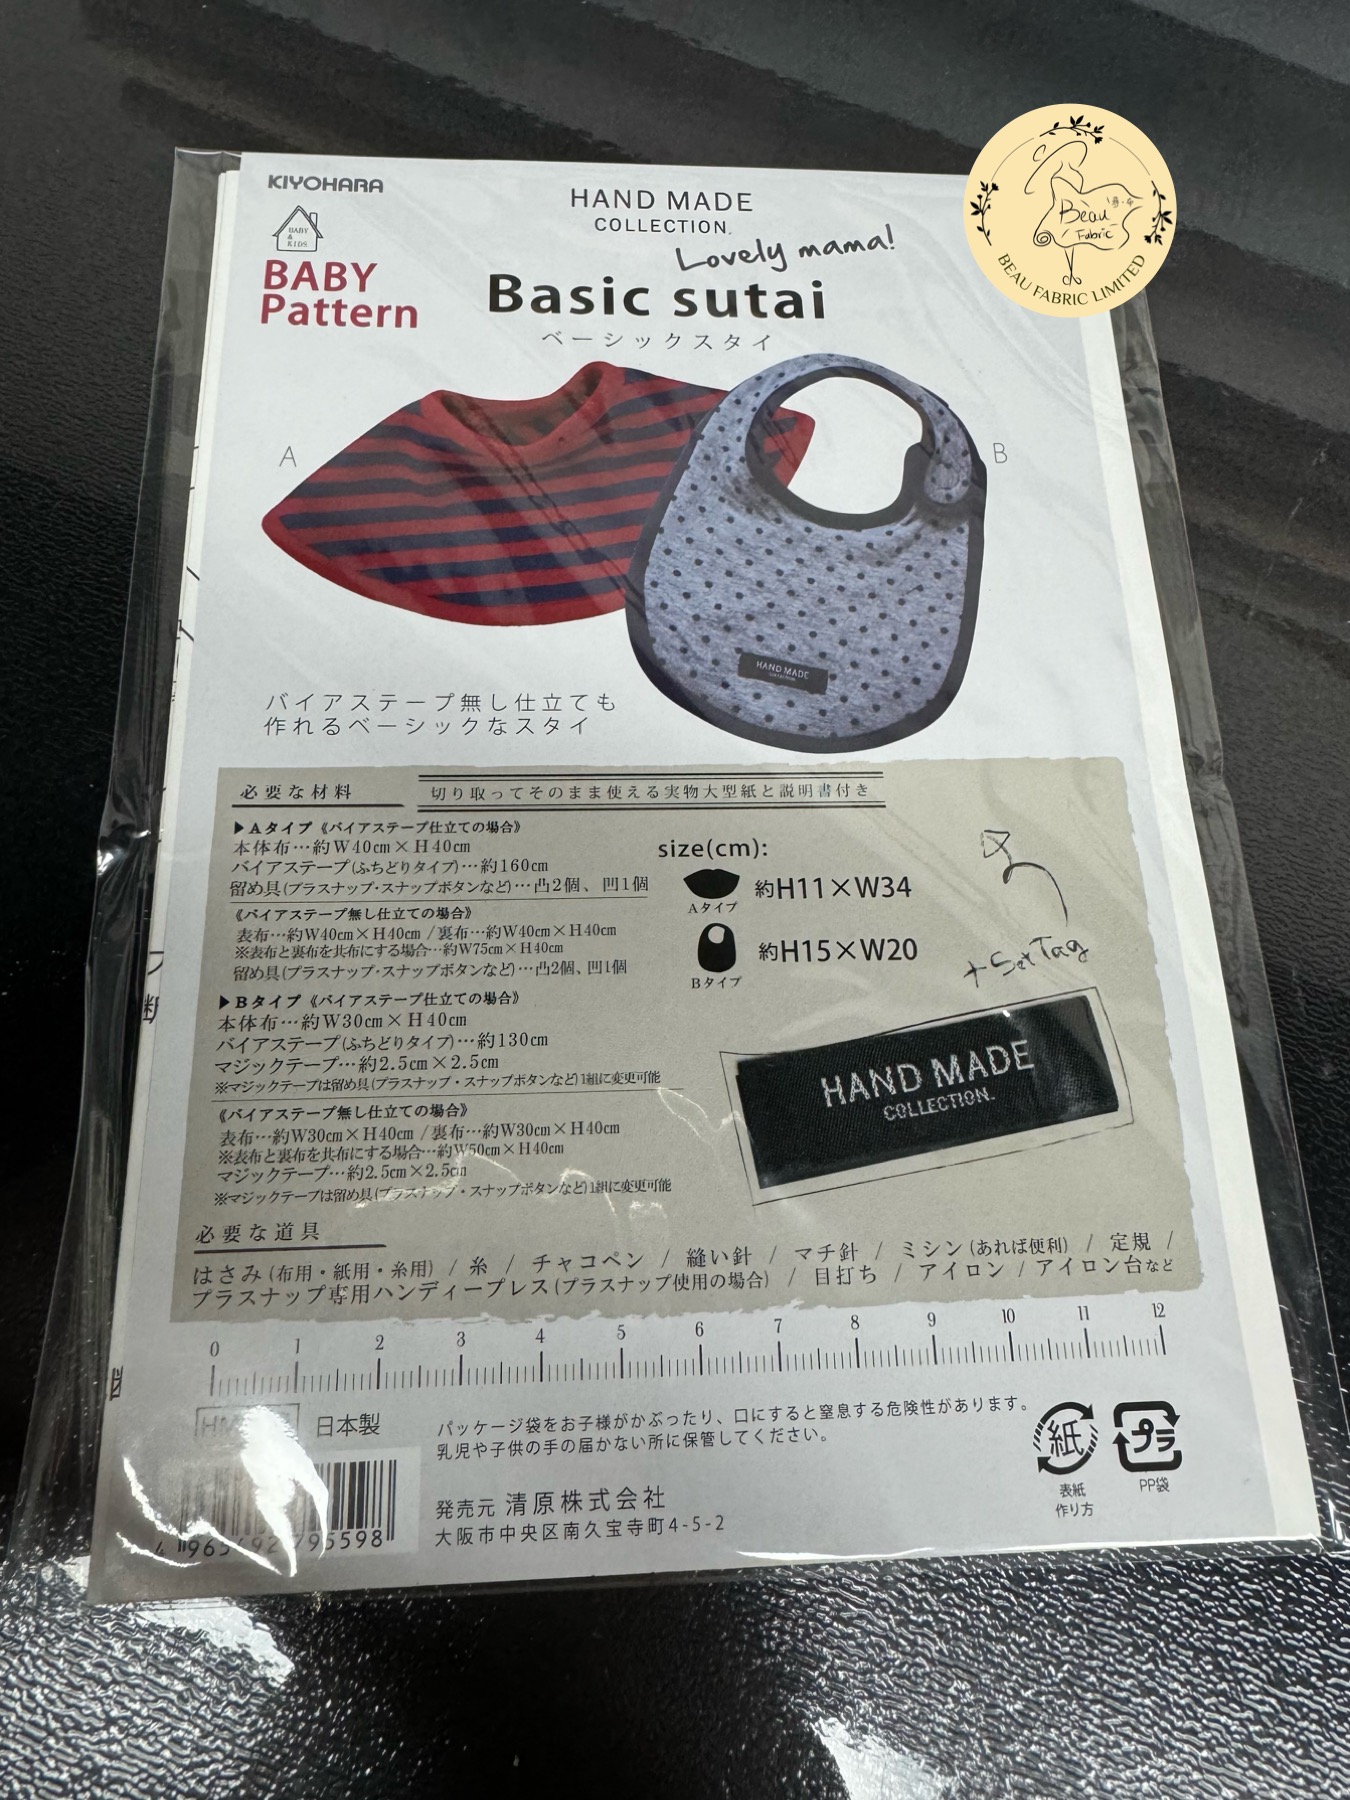 KIYOHARA
BABY
&
KIDS
BABY
Pattern
HAND MADE
COLLECTION.
Lovely mama!
Basic sutai
ベーシックスタイ
Beau
Fabric
BEAU FABRIC LIMITED
A
B
HAND MADE
COLLECTION.
バイアステープ無し仕立ても
作れるベーシックなスタイ
必要な材料
切り取ってそのまま使える実物大型紙と説明書付き
▶Aタイプ《バイアステープ仕立ての場合》
本体布…約W40cm×H40cm
バイアステープ(ふちどりタイプ)…約160cm
留め具(プラスナップ・スナップボタンなど)…凸2個、凹1個
《バイアステープ無し仕立ての場合》
表布…約W40cm×H40cm/裏布…約W40cm×H40cm
※表布と裏布を共布にする場合…約W75cm×H40cm
留め具(プラスナップ・スナップボタンなど)…凸2個、凹1個
▶Bタイプ《バイアステープ仕立ての場合》
本体布…約W30cm×H40cm
バイアステープ(ふちどりタイプ)…約130cm
マジックテープ…約2.5cm×2.5cm
※マジックテープは留め具(プラスナップ・スナップボタンなど)1組に変更可能
《バイアステープ無し仕立ての場合》
表布…約W30cm×H40cm/裏布…約W30cm×H40cm
※表布と裏布を共布にする場合…約W50cm×H40cm
マジックテープ…約2.5cm×2.5cm
※マジックテープは留め具(プラスナップ・スナップボタンなど)1組に変更可能
size(cm):
Aタイプ
約H11×W34
Bタイプ
約H15×W20
+ Set Tag
HAND MADE
COLLECTION.
必要な道具
はさみ(布用・紙用・糸用) / 糸 / チャコペン / 縫い針 / マチ針 / ミシン(あれば便利) / 定規 /
プラスナップ専用ハンディープレス(プラスナップ使用の場合) / 目打ち / アイロン / アイロン台など
0 1 2 3 4 5 6 7 8 9 10 11 12
日本製
パッケージ袋をお子様がかぶったり、口にすると窒息する危険性があります。
乳児や子供の手の届かない所に保管してください。
発売元 清原株式会社
大阪市中央区南久宝寺町4-5-2
紙
表紙
作り方
プラ
PP袋